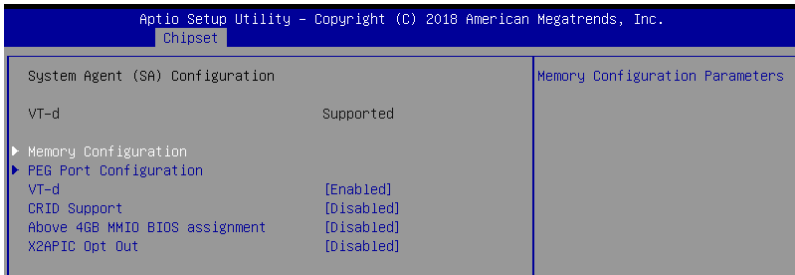 Aptio Setup Utility – Copyright (C) 2018 American Megatrends, Inc.
Chipset
System Agent (SA) Configuration
Memory Configuration Parameters
VT-d Supported
Memory Configuration
PEG Port Configuration
VT-d [Enabled]
CRID Support [Disabled]
Above 4GB MMIO BIOS assignment [Disabled]
X2APIC Opt Out [Disabled]